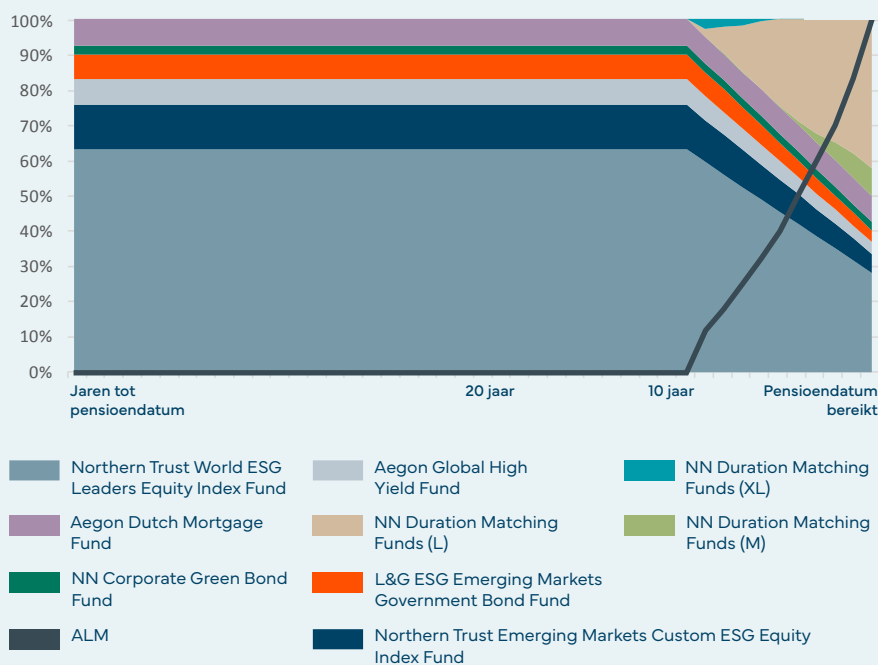 100%
90%
80%
70%
60%
50%
40%
30%
20%
10%
0%
Jaren tot
pensioendatum
20 jaar
10 jaar
Pensioendatum
bereikt
Northern Trust World ESG
Leaders Equity Index Fund
Aegon Global High
Yield Fund
NN Duration Matching
Funds (XL)
Aegon Dutch Mortgage
Fund
NN Duration Matching
Funds (L)
NN Duration Matching
Funds (M)
NN Corporate Green Bond
Fund
L&G ESG Emerging Markets
Government Bond Fund
ALM
Northern Trust Emerging Markets Custom ESG Equity
Index Fund